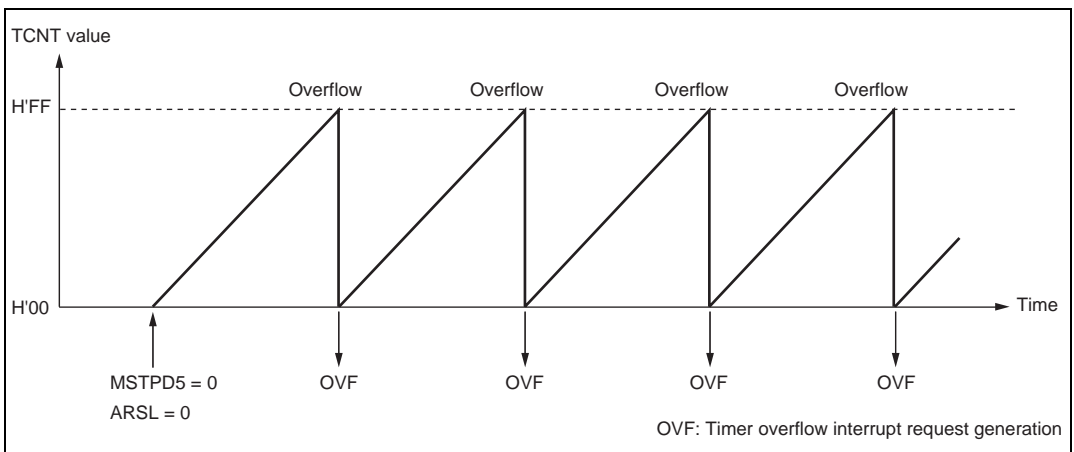 TCNT value
Overflow Overflow Overflow Overflow
H'FF
H'00
Time
MSTPD5 = 0
ARSL = 0
OVF OVF OVF OVF
OVF: Timer overflow interrupt request generation